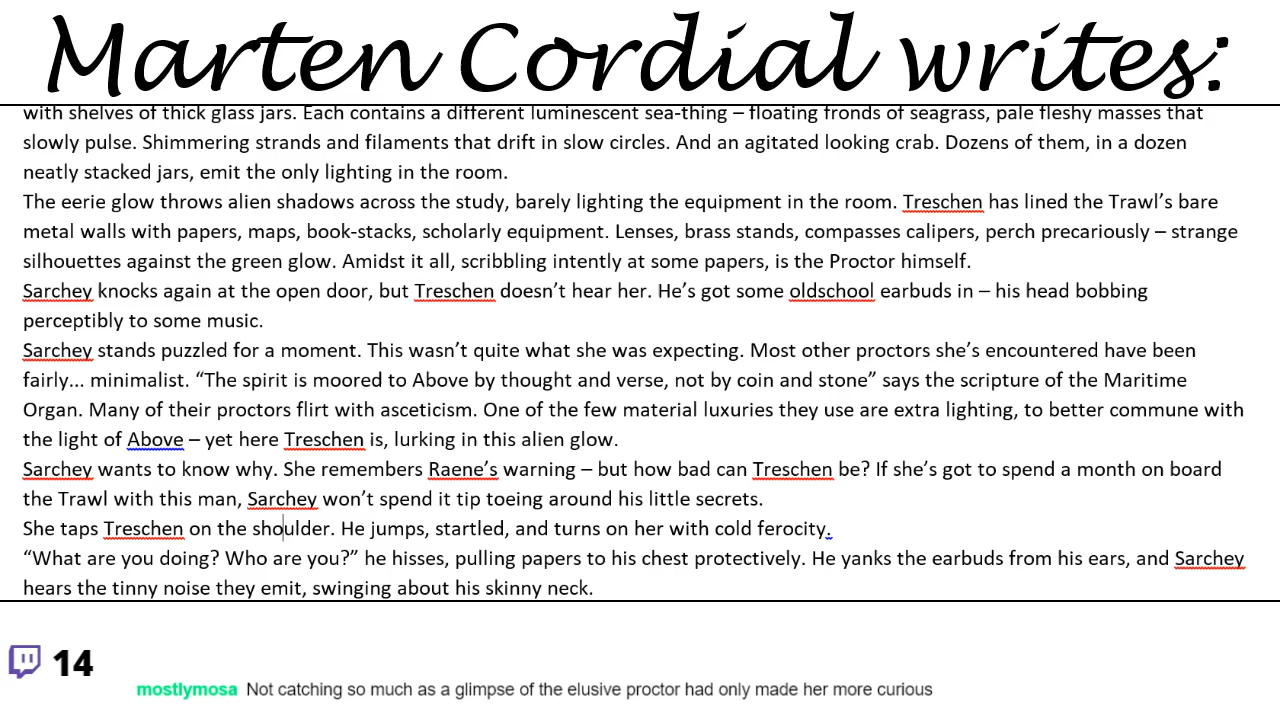 Marten Cordial writes:
with shelves of thick glass jars. Each contains a different luminescent sea-thing – floating fronds of seagrass, pale fleshy masses that
slowly pulse. Shimmering strands and filaments that drift in slow circles. And an agitated looking crab. Dozens of them, in a dozen
neatly stacked jars, emit the only lighting in the room.
The eerie glow throws alien shadows across the study, barely lighting the equipment in the room. Treschen has lined the Trawl’s bare
metal walls with papers, maps, book-stacks, scholarly equipment. Lenses, brass stands, compasses calipers, perch precariously – strange
silhouettes against the green glow. Amidst it all, scribbling intently at some papers, is the Proctor himself.
Sarchey knocks again at the open door, but Treschen doesn’t hear her. He’s got some oldschool earbuds in – his head bobbing
perceptibly to some music.
Sarchey stands puzzled for a moment. This wasn’t quite what she was expecting. Most other proctors she’s encountered have been
fairly... minimalist. “The spirit is moored to Above by thought and verse, not by coin and stone” says the scripture of the Maritime
Organ. Many of their proctors flirt with asceticism. One of the few material luxuries they use are extra lighting, to better commune with
the light of Above – yet here Treschen is, lurking in this alien glow.
Sarchey wants to know why. She remembers Raene’s warning – but how bad can Treschen be? If she’s got to spend a month on board
the Trawl with this man, Sarchey won’t spend it tip toeing around his little secrets.
She taps Treschen on the shoulder. He jumps, startled, and turns on her with cold ferocity.
“What are you doing? Who are you?” he hisses, pulling papers to his chest protectively. He yanks the earbuds from his ears, and Sarchey
hears the tinny noise they emit, swinging about his skinny neck.
14
mostlymosa Not catching so much as a glimpse of the elusive proctor had only made her more curious